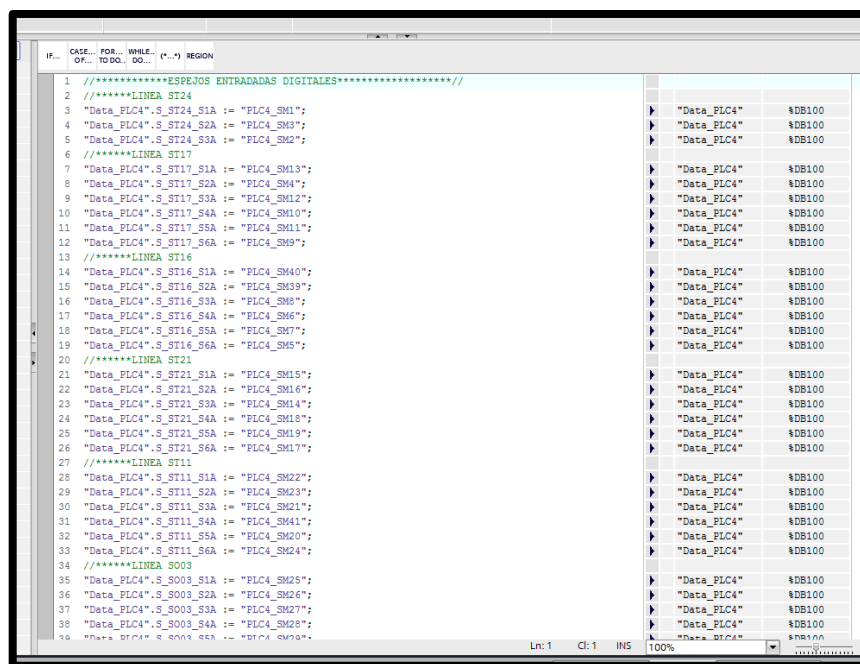 IF... CASE... OF... FOR... TO DO.. WHILE.. DO... (*...*) REGION
1 //************ESPEJOS ENTRADADAS DIGITALES*******************//
2 //******LINEA ST24
3 "Data_PLC4".S_ST24_S1A := "PLC4_SM1"; "Data_PLC4" %DB100
4 "Data_PLC4".S_ST24_S2A := "PLC4_SM3"; "Data_PLC4" %DB100
5 "Data_PLC4".S_ST24_S3A := "PLC4_SM2"; "Data_PLC4" %DB100
6 //******LINEA ST17
7 "Data_PLC4".S_ST17_S1A := "PLC4_SM13"; "Data_PLC4" %DB100
8 "Data_PLC4".S_ST17_S2A := "PLC4_SM4"; "Data_PLC4" %DB100
9 "Data_PLC4".S_ST17_S3A := "PLC4_SM12"; "Data_PLC4" %DB100
10 "Data_PLC4".S_ST17_S4A := "PLC4_SM10"; "Data_PLC4" %DB100
11 "Data_PLC4".S_ST17_S5A := "PLC4_SM11"; "Data_PLC4" %DB100
12 "Data_PLC4".S_ST17_S6A := "PLC4_SM9"; "Data_PLC4" %DB100
13 //******LINEA ST16
14 "Data_PLC4".S_ST16_S1A := "PLC4_SM40"; "Data_PLC4" %DB100
15 "Data_PLC4".S_ST16_S2A := "PLC4_SM39"; "Data_PLC4" %DB100
16 "Data_PLC4".S_ST16_S3A := "PLC4_SM8"; "Data_PLC4" %DB100
17 "Data_PLC4".S_ST16_S4A := "PLC4_SM6"; "Data_PLC4" %DB100
18 "Data_PLC4".S_ST16_S5A := "PLC4_SM7"; "Data_PLC4" %DB100
19 "Data_PLC4".S_ST16_S6A := "PLC4_SM5"; "Data_PLC4" %DB100
20 //******LINEA ST21
21 "Data_PLC4".S_ST21_S1A := "PLC4_SM15"; "Data_PLC4" %DB100
22 "Data_PLC4".S_ST21_S2A := "PLC4_SM16"; "Data_PLC4" %DB100
23 "Data_PLC4".S_ST21_S3A := "PLC4_SM14"; "Data_PLC4" %DB100
24 "Data_PLC4".S_ST21_S4A := "PLC4_SM18"; "Data_PLC4" %DB100
25 "Data_PLC4".S_ST21_S5A := "PLC4_SM19"; "Data_PLC4" %DB100
26 "Data_PLC4".S_ST21_S6A := "PLC4_SM17"; "Data_PLC4" %DB100
27 //******LINEA ST11
28 "Data_PLC4".S_ST11_S1A := "PLC4_SM22"; "Data_PLC4" %DB100
29 "Data_PLC4".S_ST11_S2A := "PLC4_SM23"; "Data_PLC4" %DB100
30 "Data_PLC4".S_ST11_S3A := "PLC4_SM21"; "Data_PLC4" %DB100
31 "Data_PLC4".S_ST11_S4A := "PLC4_SM41"; "Data_PLC4" %DB100
32 "Data_PLC4".S_ST11_S5A := "PLC4_SM20"; "Data_PLC4" %DB100
33 "Data_PLC4".S_ST11_S6A := "PLC4_SM24"; "Data_PLC4" %DB100
34 //******LINEA SO03
35 "Data_PLC4".S_SO03_S1A := "PLC4_SM25"; "Data_PLC4" %DB100
36 "Data_PLC4".S_SO03_S2A := "PLC4_SM26"; "Data_PLC4" %DB100
37 "Data_PLC4".S_SO03_S3A := "PLC4_SM27"; "Data_PLC4" %DB100
38 "Data_PLC4".S_SO03_S4A := "PLC4_SM28"; "Data_PLC4" %DB100
39 "Data_PLC4".S_SO03_S5A := "PLC4_SM29"; "Data_PLC4" %DB100
Ln: 1 Cl: 1 INS 100%